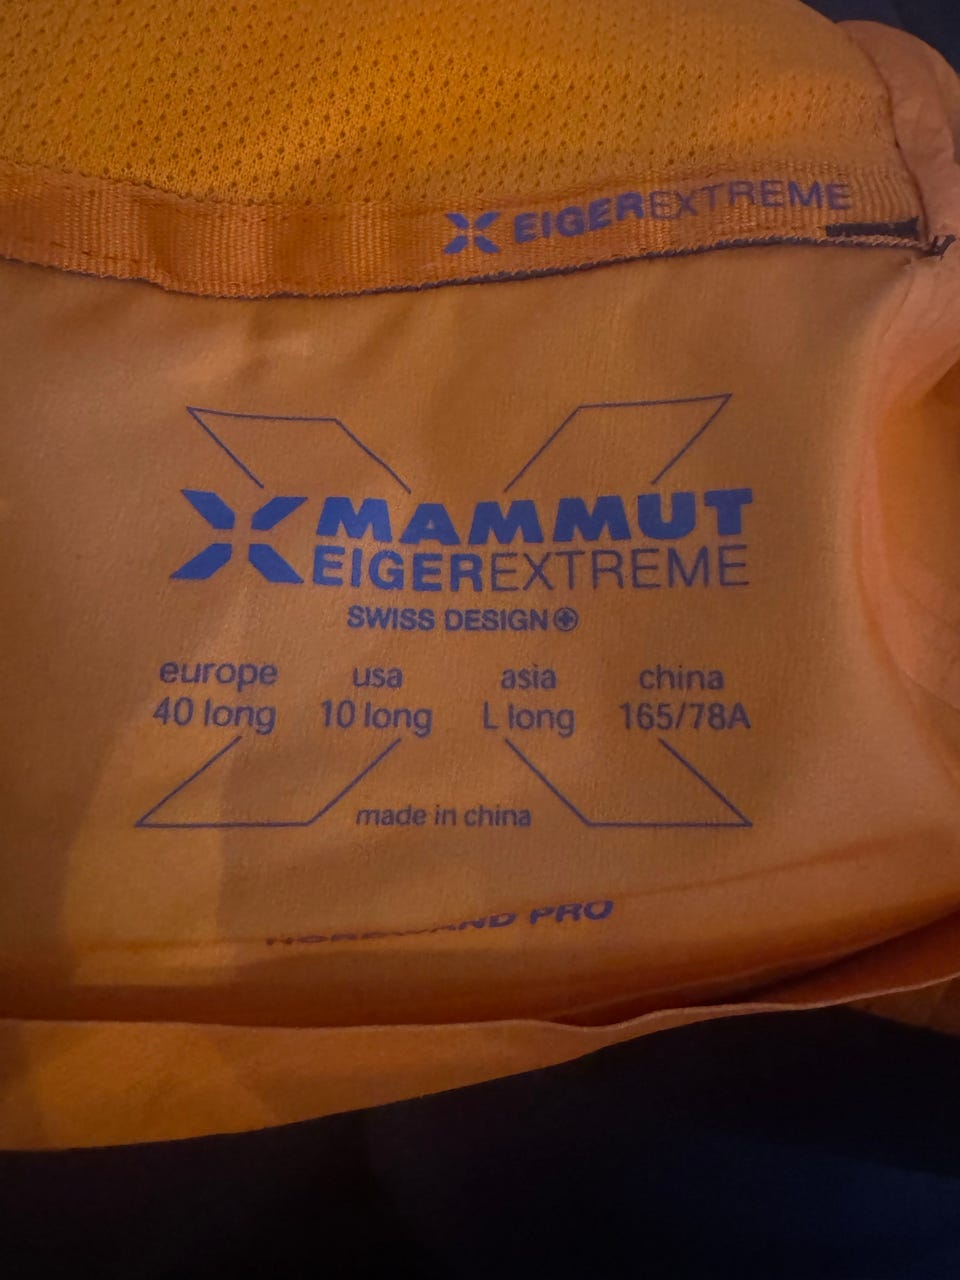 EIGEREXTREME
MAMMUT
EIGEREXTREME
SWISS DESIGN
europe usa asia china
40 long 10 long L long 165/78A
made in china
PRO